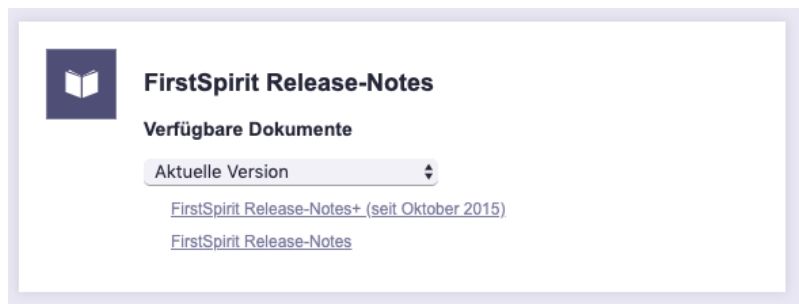 FirstSpirit Release-Notes
Verfügbare Dokumente
Aktuelle Version
FirstSpirit Release-Notes+ (seit Oktober 2015)
FirstSpirit Release-Notes